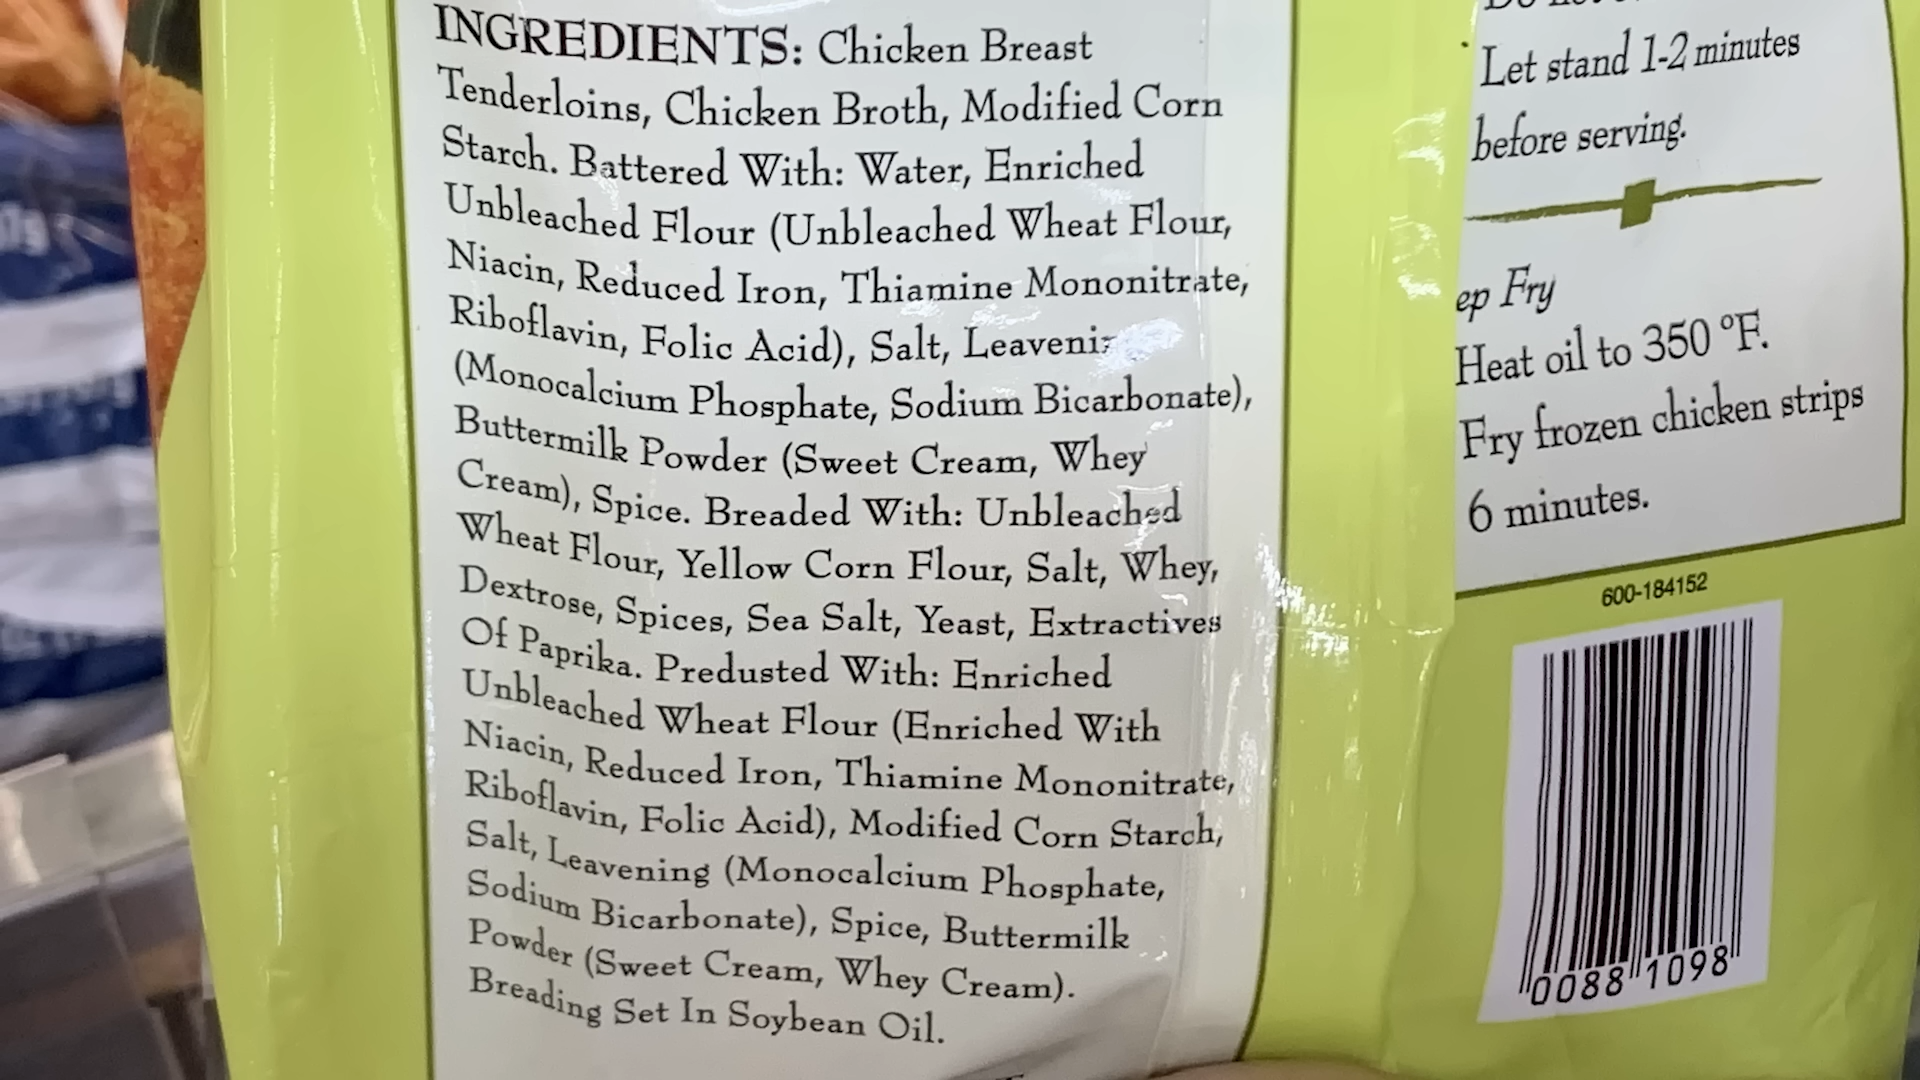 INGREDIENTS: Chicken Breast
Tenderloins, Chicken Broth, Modified Corn
Starch. Battered With: Water, Enriched
Unbleached Flour (Unbleached Wheat Flour,
Niacin, Reduced Iron, Thiamine Mononitrate,
Riboflavin, Folic Acid), Salt,
(Monocalcium Phosphate, Sodium Bicarbonate),
Buttermilk Powder (Sweet Cream, Whey
Cream), Spice. Breaded With: Unbleached
Wheat Flour, Yellow Corn Flour, Salt, Whey,
Dextrose, Spices, Sea Salt, Yeast, Extractives
Of Paprika. Predusted With: Enriched
Unbleached Wheat Flour (Enriched With
Niacin, Reduced Iron, Thiamine Mononitrate,
Riboflavin, Folic Acid), Modified Corn Starch,
Salt, Leavening (Monocalcium Phosphate,
Sodium Bicarbonate), Spice, Buttermilk
Powder (Sweet Cream, Whey Cream).
Breading Set In Soybean Oil.
Let stand 1-2 minutes
before serving.
Fry
Heat oil to 350 °F.
Fry frozen chicken strips
6 minutes.
600-184152
0088 1098